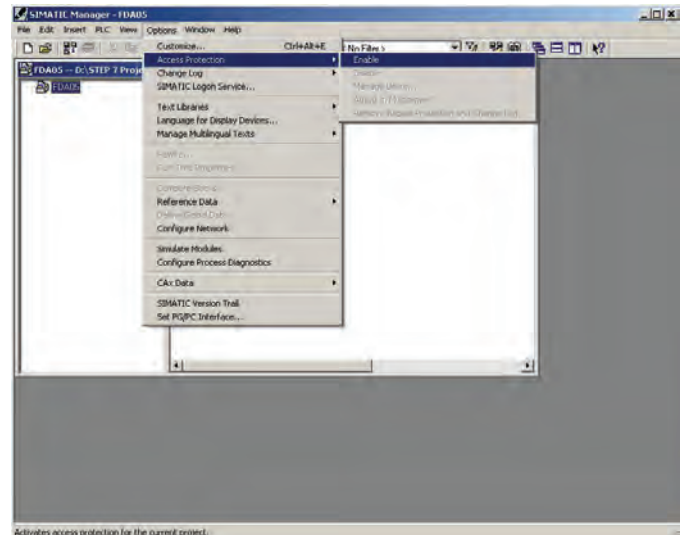 SIMATIC Manager - FDA05
File Edit Insert PLC View Options Window Help
< No Filter >
FDA05 -- D:\STEP 7 Proje
FDA05
Customize... Ctrl+Alt+E
Access Protection
Change Log
SIMATIC Logon Service...
Text Libraries
Language for Display Devices...
Manage Multilingual Texts
Reference Data
Configure Network
Simulate Modules
Configure Process Diagnostics
CAx Data
SIMATIC Version Trail
Set PG/PC Interface...
Enable
Activates access protection for the current project.